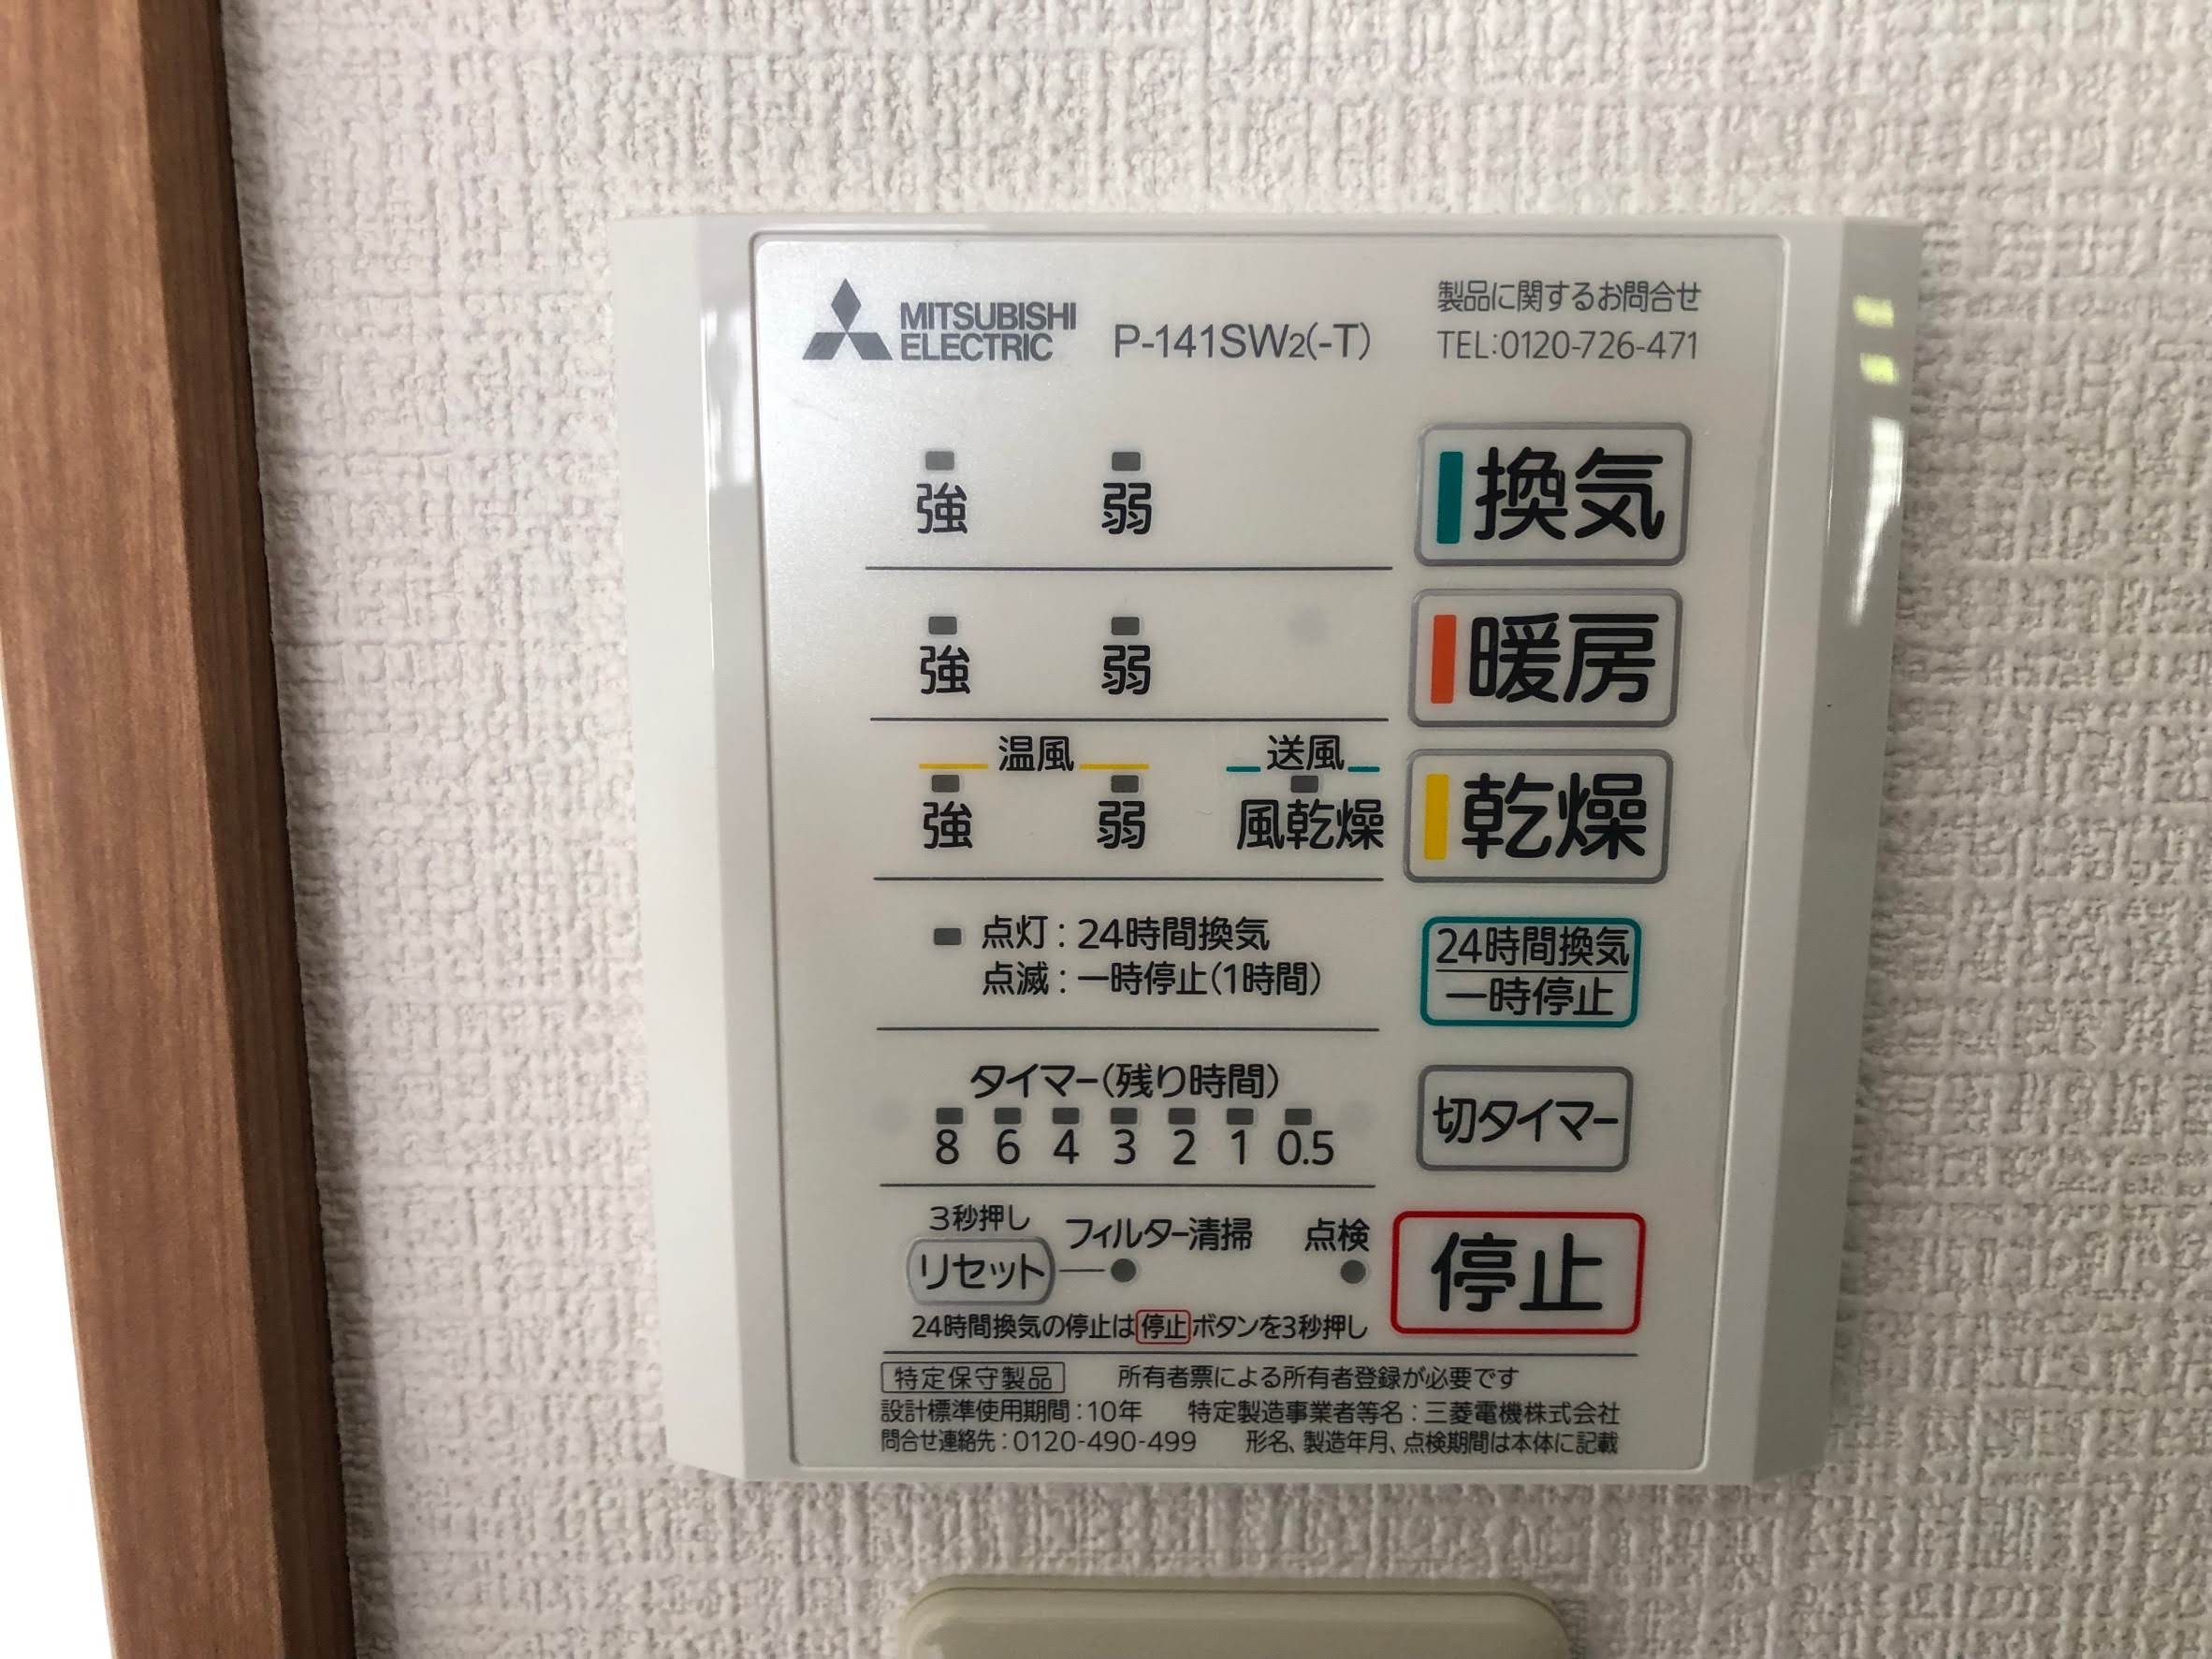 MITSUBISHI
ELECTRIC
P-141SW2(-T)
製品に関するお問合せ
TEL:0120-726-471
強 弱 換気
強 弱 暖房
温風 送風
強 弱 風乾燥 乾燥
点灯：24時間換気
点滅：一時停止(1時間)
24時間換気
一時停止
タイマー(残り時間)
8 6 4 3 2 1 0.5
切タイマー
3秒押し
リセット
フィルター清掃 点検
停止
24時間換気の停止は停止ボタンを3秒押し
特定保守製品 所有者票による所有者登録が必要です
設計標準使用期間：10年 特定製造事業者等名：三菱電機株式会社
問合せ連絡先：0120-490-499 形名、製造年月、点検期間は本体に記載